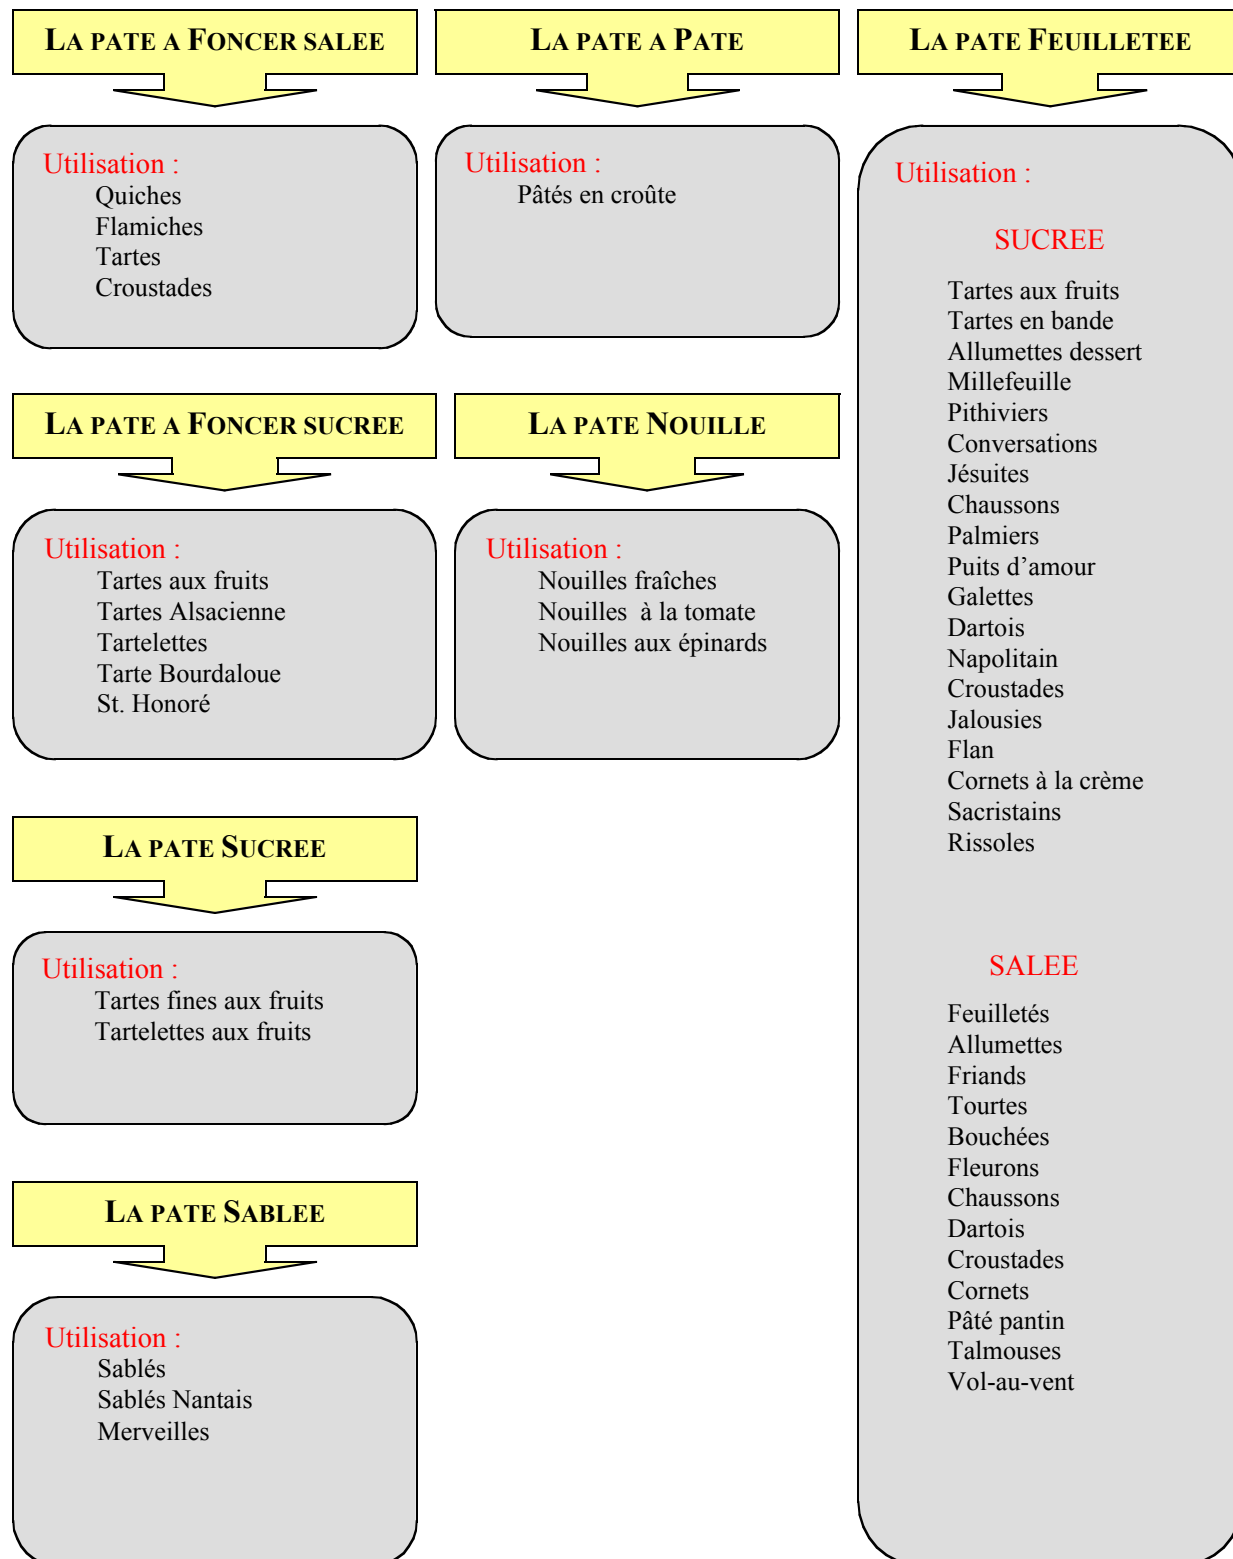 LA PATE A FONCER SALEE
Utilisation :
Quiches
Flamiches
Tartes
Croustades
LA PATE A FONCER SUCREE
Utilisation :
Tartes aux fruits
Tartes Alsacienne
Tartelettes
Tarte Bourdaloue
St. Honoré
LA PATE SUCREE
Utilisation :
Tartes fines aux fruits
Tartelettes aux fruits
LA PATE SABLEE
Utilisation :
Sablés
Sablés Nantais
Merveilles
LA PATE A PATE
Utilisation :
Pâtés en croûte
LA PATE NOUILLE
Utilisation :
Nouilles fraîches
Nouilles à la tomate
Nouilles aux épinards
LA PATE FEUILLETEE
Utilisation :
SUCREE
Tartes aux fruits
Tartes en bande
Allumettes dessert
Millefeuille
Pithiviers
Conversations
Jésuites
Chaussons
Palmiers
Puits d’amour
Galettes
Dartois
Napolitain
Croustades
Jalousies
Flan
Cornets à la crème
Sacristains
Rissoles
SALEE
Feuilletés
Allumettes
Friands
Tourtes
Bouchées
Fleurons
Chaussons
Dartois
Croustades
Cornets
Pâté pantin
Talmouses
Vol-au-vent